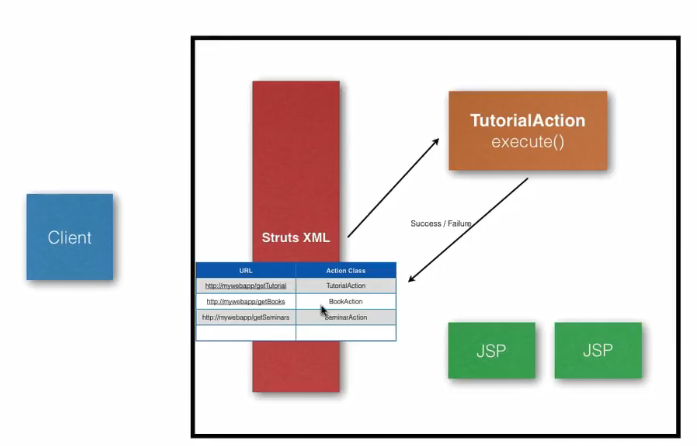 TutorialAction
execute()
Client
Struts XML
Success / Failure
URL Action Class
http://mywebapp/getTutorial TutorialAction
http://mywebapp/getBooks BookAction
http://mywebapp/getSeminars SeminarAction
JSP JSP